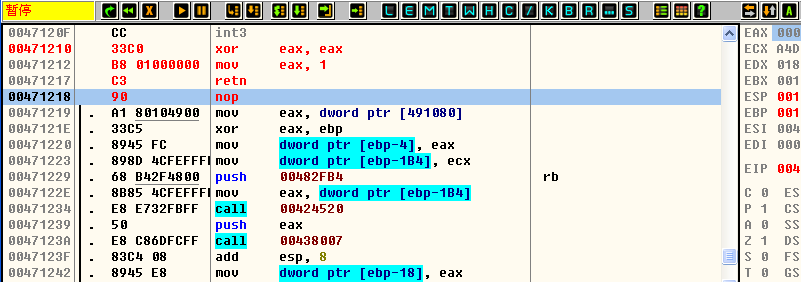 暂停 L E M T W H C / K B R ... S ?
0047120F CC int3 EAX 000
00471210 33C0 xor eax, eax ECX A4D
00471212 B8 01000000 mov eax, 1 EDX 018
00471217 C3 retn EBX 001
00471218 90 nop ESP 001
00471219 . A1 80104900 mov eax, dword ptr [491080] EBP 001
0047121E . 33C5 xor eax, ebp ESI 004
00471220 . 8945 FC mov dword ptr [ebp-4], eax EDI 000
00471223 . 898D 4CFEFFFF mov dword ptr [ebp-1B4], ecx
00471229 . 68 B42F4800 push 00482FB4 rb EIP 004
0047122E . 8B85 4CFEFFFF mov eax, dword ptr [ebp-1B4] C 0 ES
00471234 . E8 E732FBFF call 00424520 P 1 CS
00471239 . 50 push eax A 0 SS
0047123A . E8 C86DFCFF call 00438007 Z 1 DS
0047123F . 83C4 08 add esp, 8 S 0 FS
00471242 . 8945 E8 mov dword ptr [ebp-18], eax T 0 GS